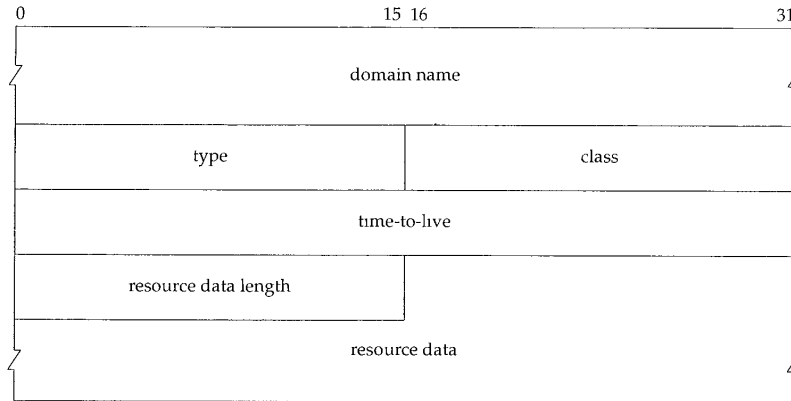 0 15 16 31
domain name
type class
time-to-live
resource data length
resource data